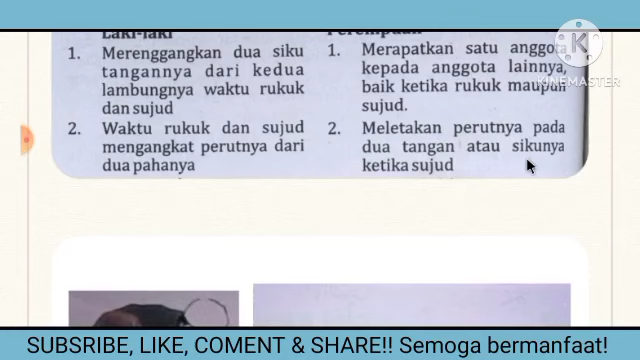 Laki-laki
1. Merenggangkan dua siku
tangannya dari kedua
lambungnya waktu rukuk
dan sujud
2. Waktu rukuk dan sujud
mengangkat perutnya dari
dua pahanya
Perempuan
1. Merapatkan satu anggota
kepada anggota lainnya,
baik ketika rukuk maupun
sujud.
2. Meletakan perutnya pada
dua tangan atau sikunya
ketika sujud
K
KINEMASTER
SUBSRIBE, LIKE, COMENT & SHARE!! Semoga bermanfaat!